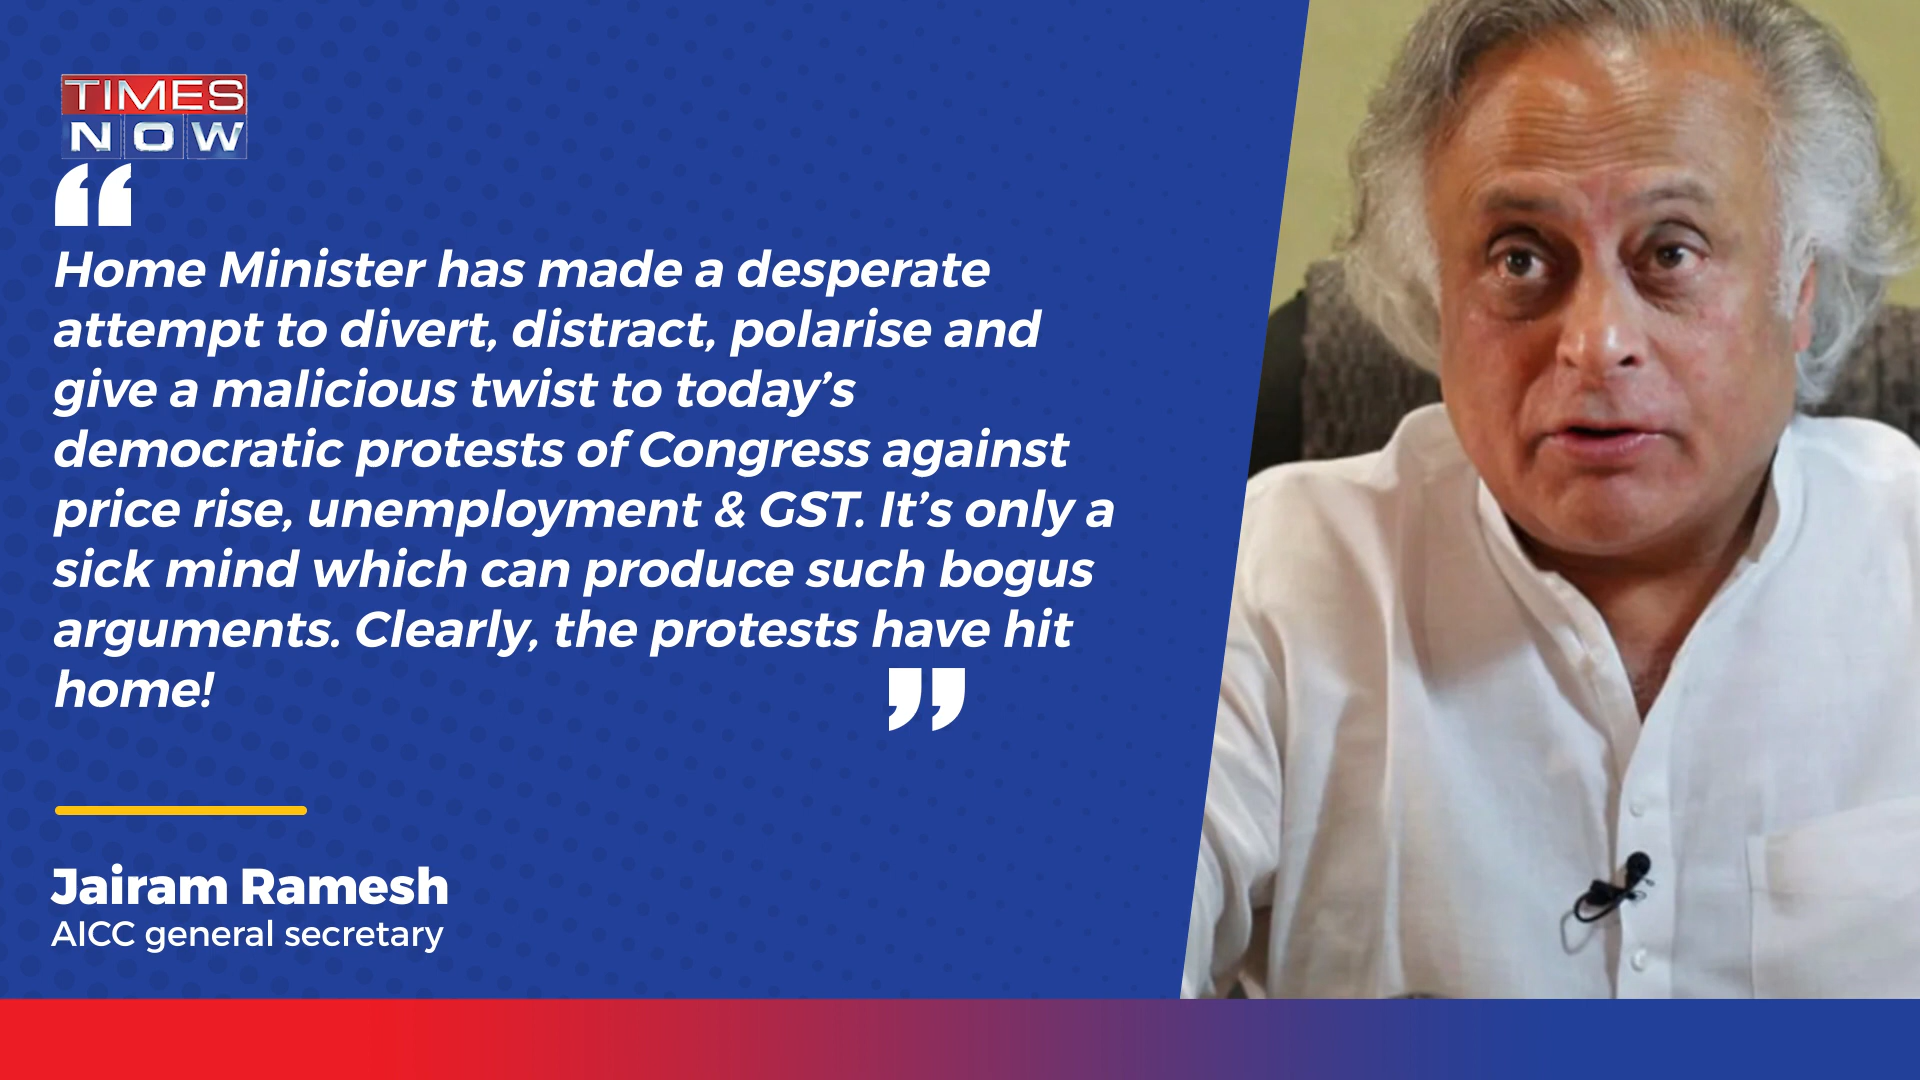 TIMES
NOW
“
Home Minister has made a desperate
attempt to divert, distract, polarise and
give a malicious twist to today’s
democratic protests of Congress against
price rise, unemployment & GST. It’s only a
sick mind which can produce such bogus
arguments. Clearly, the protests have hit
home!
”
Jairam Ramesh
AICC general secretary